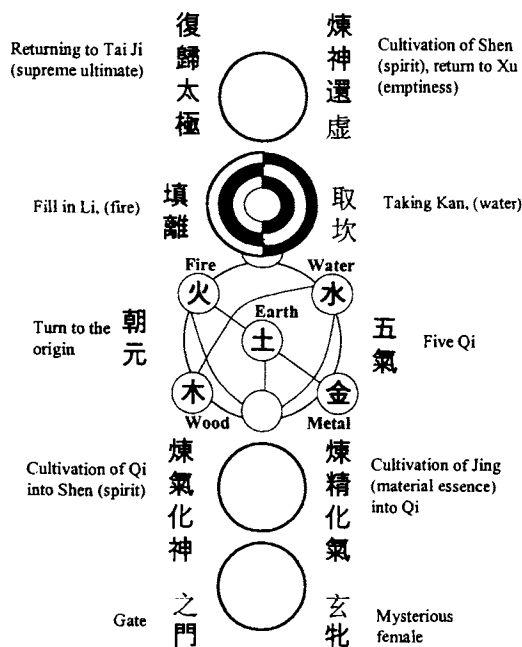 Returning to Tai Ji
(supreme ultimate)
復歸太極
煉神還虛
Cultivation of Shen
(spirit), return to Xu
(emptiness)
Fill in Li, (fire)
填離
取坎
Taking Kan, (water)
Fire
Water
火
水
Earth
土
Turn to the
origin
朝元
五氣
Five Qi
木
金
Wood
Metal
Cultivation of Qi
into Shen (spirit)
煉氣化神
煉精化氣
Cultivation of Jing
(material essence)
into Qi
Gate
之門
玄牝
Mysterious
female